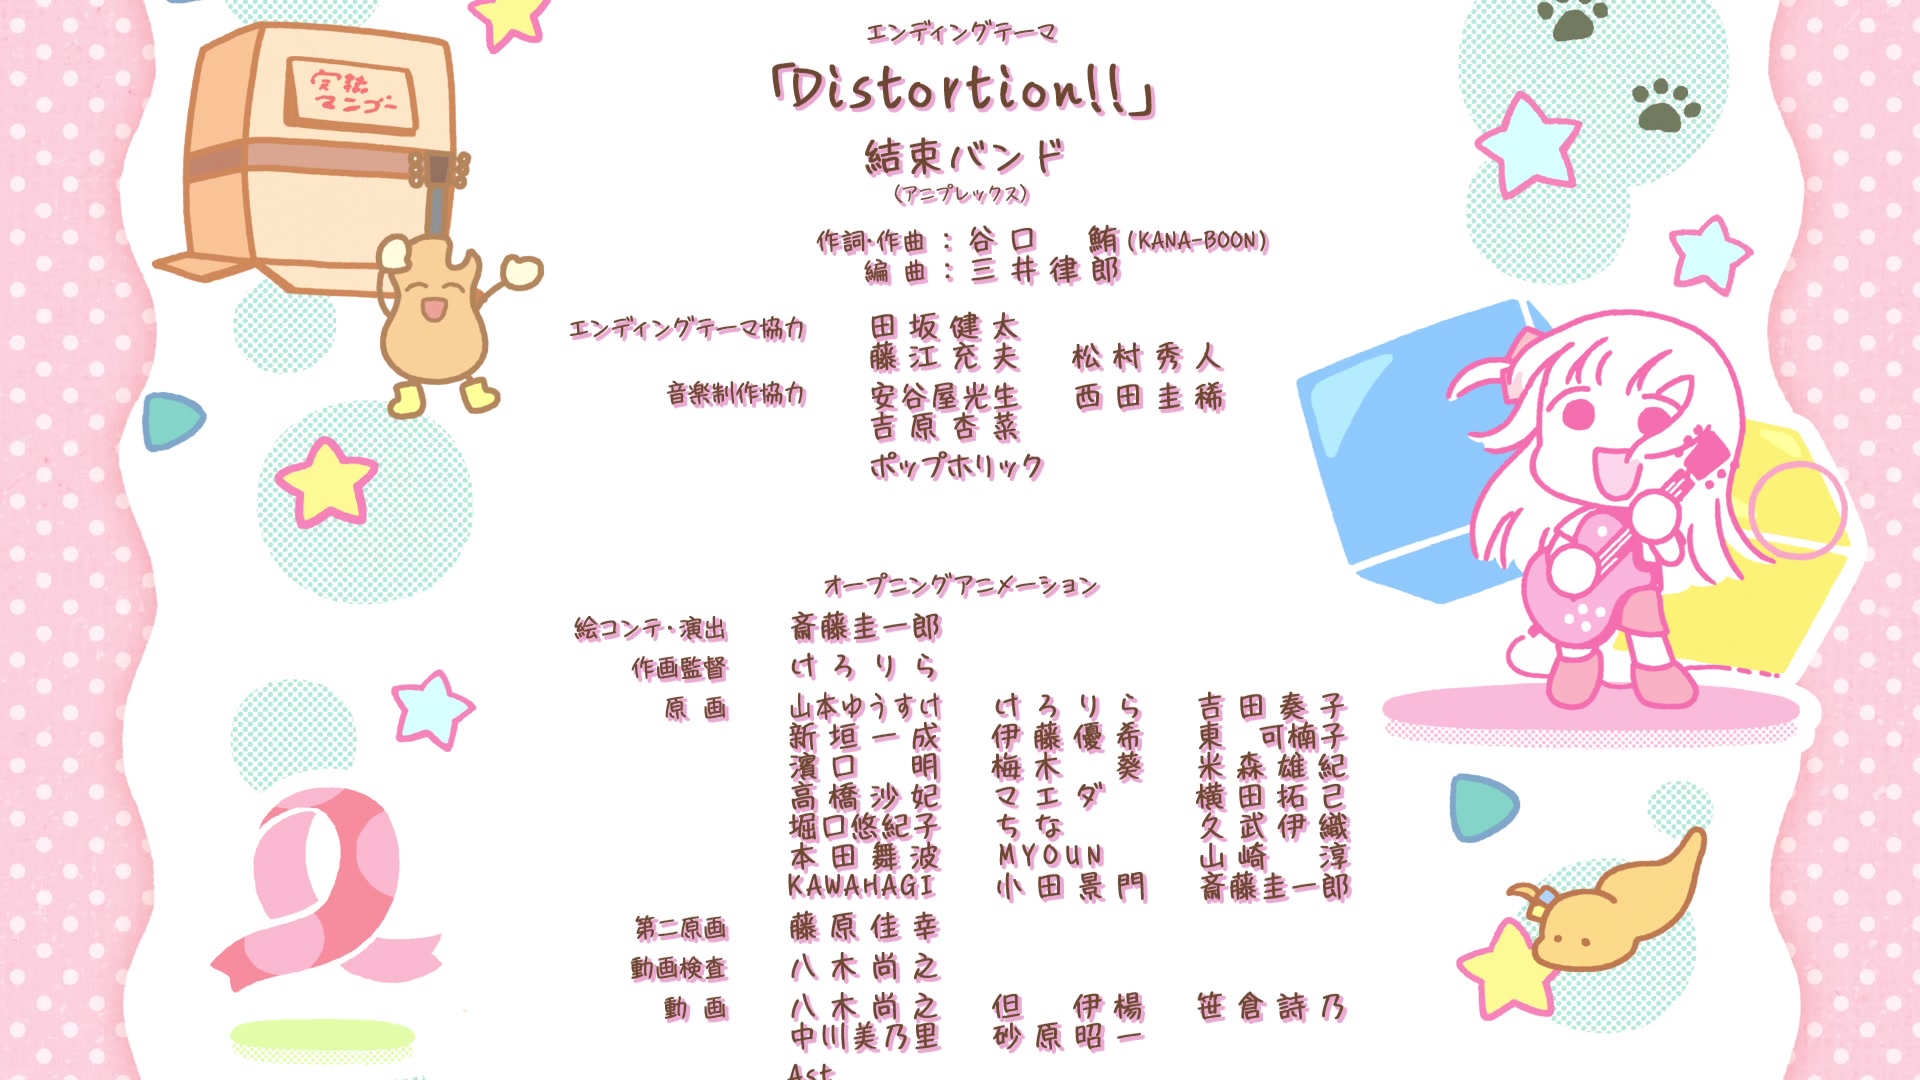 完熟
マンゴー
エンディングテーマ
「Distortion!!」
結束バンド
(アニプレックス)
作詞・作曲 : 谷口 鮪 (KANA-BOON)
編曲 : 三井律郎
エンディングテーマ協力 田坂健太
藤江充夫 松村秀人
音楽制作協力 安谷屋光生 西田圭稀
吉原杏菜
ポップホリック
オープニングアニメーション
絵コンテ・演出 斎藤圭一郎
作画監督 けろりら
原画 山本ゆうすけ けろりら 吉田奏子
新垣一成 伊藤優希 東 可楠子
濱口 明 梅木 葵 米森雄紀
高橋沙妃 マエダ 横田拓己
堀口悠紀子 ちな 久武伊織
本田舞波 MYOUN 山崎 淳
KAWAHAGI 小田景門 斎藤圭一郎
第二原画 藤原佳幸
動画検査 八木尚之
動画 八木尚之 但 伊楊 笹倉詩乃
中川美乃里 砂原昭一
Ast